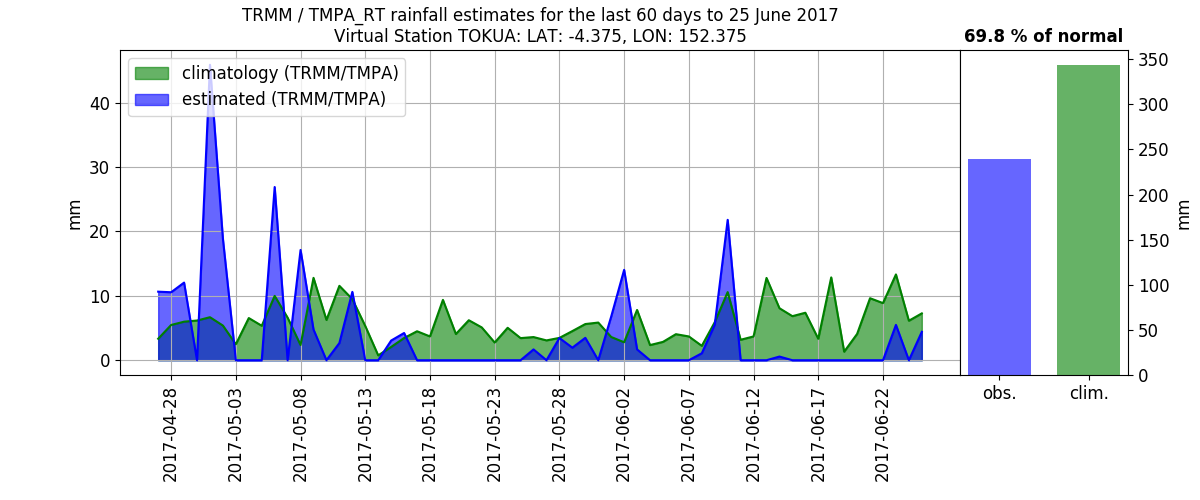 TRMM / TMPA_RT rainfall estimates for the last 60 days to 25 June 2017
Virtual Station TOKUA: LAT: -4.375, LON: 152.375
69.8 % of normal
climatology (TRMM/TMPA)
estimated (TRMM/TMPA)
mm
40
30
20
10
0
2017-04-28
2017-05-03
2017-05-08
2017-05-13
2017-05-18
2017-05-23
2017-05-28
2017-06-02
2017-06-07
2017-06-12
2017-06-17
2017-06-22
350
300
250
200
150
100
50
0
mm
obs.
clim.